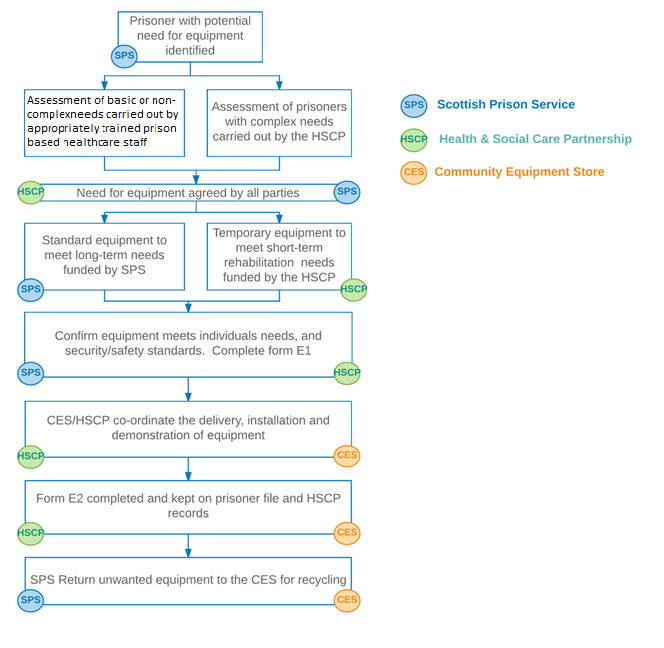 Prisoner with potential
need for equipment
identified
SPS
Assessment of basic or non-
complexneeds carried out by
appropriately trained prison
based healthcare staff
Assessment of prisoners
with complex needs
carried out by the HSCP
SPS Scottish Prison Service
HSCP Health & Social Care Partnership
CES Community Equipment Store
HSCP Need for equipment agreed by all parties SPS
Standard equipment to
meet long-term needs
funded by SPS
SPS
Temporary equipment to
meet short-term
rehabilitation needs
funded by the HSCP
HSCP
Confirm equipment meets individuals needs, and
security/safety standards. Complete form E1
SPS HSCP
CES/HSCP co-ordinate the delivery, installation and
demonstration of equipment
HSCP CES
Form E2 completed and kept on prisoner file and HSCP
records
HSCP CES
SPS Return unwanted equipment to the CES for recycling
SPS CES